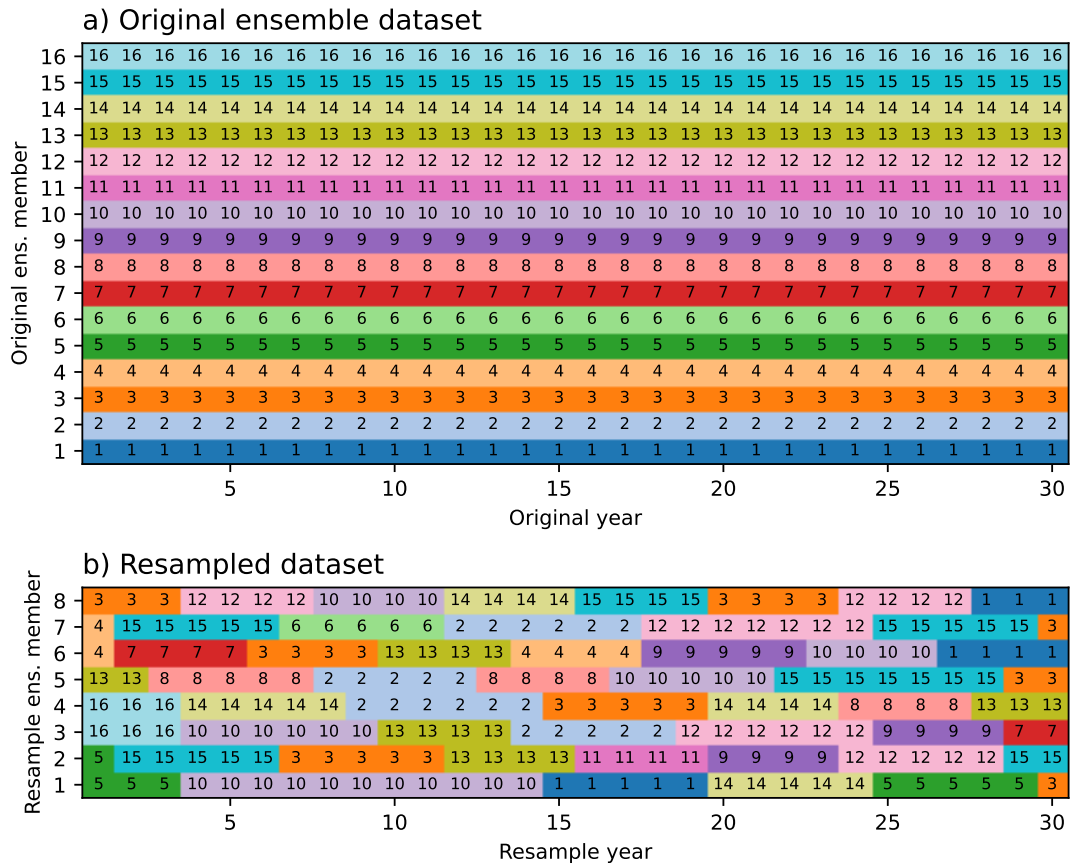 a) Original ensemble dataset
Original ens. member
16 16 16 16 16 16 16 16 16 16 16 16 16 16 16 16 16 16 16 16 16 16 16 16 16 16 16 16 16 16 16
15 15 15 15 15 15 15 15 15 15 15 15 15 15 15 15 15 15 15 15 15 15 15 15 15 15 15 15 15 15 15
14 14 14 14 14 14 14 14 14 14 14 14 14 14 14 14 14 14 14 14 14 14 14 14 14 14 14 14 14 14 14
13 13 13 13 13 13 13 13 13 13 13 13 13 13 13 13 13 13 13 13 13 13 13 13 13 13 13 13 13 13 13
12 12 12 12 12 12 12 12 12 12 12 12 12 12 12 12 12 12 12 12 12 12 12 12 12 12 12 12 12 12 12
11 11 11 11 11 11 11 11 11 11 11 11 11 11 11 11 11 11 11 11 11 11 11 11 11 11 11 11 11 11 11
10 10 10 10 10 10 10 10 10 10 10 10 10 10 10 10 10 10 10 10 10 10 10 10 10 10 10 10 10 10 10
9 9 9 9 9 9 9 9 9 9 9 9 9 9 9 9 9 9 9 9 9 9 9 9 9 9 9 9 9 9 9
8 8 8 8 8 8 8 8 8 8 8 8 8 8 8 8 8 8 8 8 8 8 8 8 8 8 8 8 8 8 8
7 7 7 7 7 7 7 7 7 7 7 7 7 7 7 7 7 7 7 7 7 7 7 7 7 7 7 7 7 7 7
6 6 6 6 6 6 6 6 6 6 6 6 6 6 6 6 6 6 6 6 6 6 6 6 6 6 6 6 6 6 6
5 5 5 5 5 5 5 5 5 5 5 5 5 5 5 5 5 5 5 5 5 5 5 5 5 5 5 5 5 5 5
4 4 4 4 4 4 4 4 4 4 4 4 4 4 4 4 4 4 4 4 4 4 4 4 4 4 4 4 4 4 4
3 3 3 3 3 3 3 3 3 3 3 3 3 3 3 3 3 3 3 3 3 3 3 3 3 3 3 3 3 3 3
2 2 2 2 2 2 2 2 2 2 2 2 2 2 2 2 2 2 2 2 2 2 2 2 2 2 2 2 2 2 2
1 1 1 1 1 1 1 1 1 1 1 1 1 1 1 1 1 1 1 1 1 1 1 1 1 1 1 1 1 1 1
5 10 15 20 25 30
Original year
b) Resampled dataset
Resample ens. member
8 3 3 3 12 12 12 12 10 10 10 10 14 14 14 14 15 15 15 15 3 3 3 3 12 12 12 12 1 1 1
7 4 15 15 15 15 15 6 6 6 6 6 2 2 2 2 2 2 12 12 12 12 12 12 12 15 15 15 15 15 3
6 4 7 7 7 7 3 3 3 3 13 13 13 13 4 4 4 4 9 9 9 9 9 10 10 10 10 1 1 1 1
5 13 13 8 8 8 8 8 2 2 2 2 2 8 8 8 8 10 10 10 10 10 15 15 15 15 15 15 15 3 3
4 16 16 16 14 14 14 14 14 2 2 2 2 2 2 3 3 3 3 3 14 14 14 14 8 8 8 8 13 13 13
3 16 16 16 10 10 10 10 10 10 13 13 13 13 2 2 2 2 2 12 12 12 12 12 12 9 9 9 9 7 7
2 5 15 15 15 15 15 3 3 3 3 3 13 13 13 13 11 11 11 11 9 9 9 9 12 12 12 12 12 15 15
1 5 5 5 10 10 10 10 10 10 10 10 10 10 10 1 1 1 1 1 14 14 14 14 14 5 5 5 5 5 3
5 10 15 20 25 30
Resample year